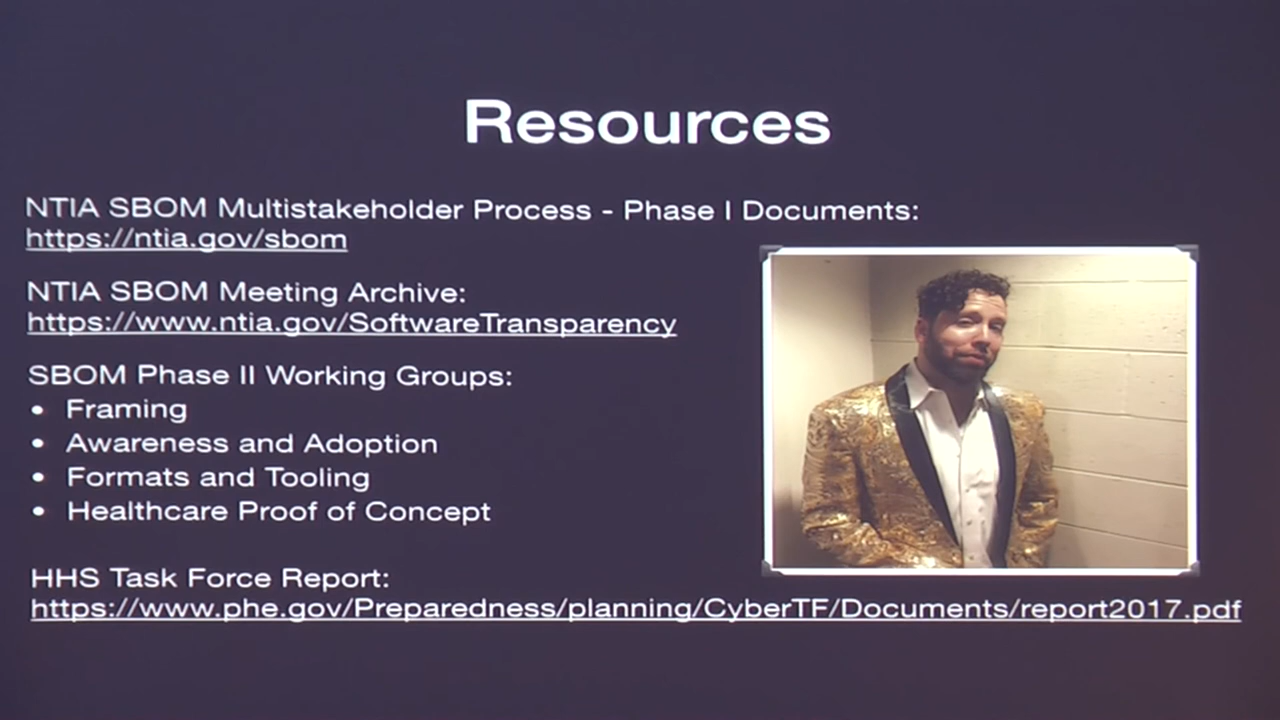 Resources
NTIA SBOM Multistakeholder Process - Phase I Documents:
https://ntia.gov/sbom
NTIA SBOM Meeting Archive:
https://www.ntia.gov/SoftwareTransparency
SBOM Phase II Working Groups:
• Framing
• Awareness and Adoption
• Formats and Tooling
• Healthcare Proof of Concept
HHS Task Force Report:
https://www.phe.gov/Preparedness/planning/CyberTF/Documents/report2017.pdf